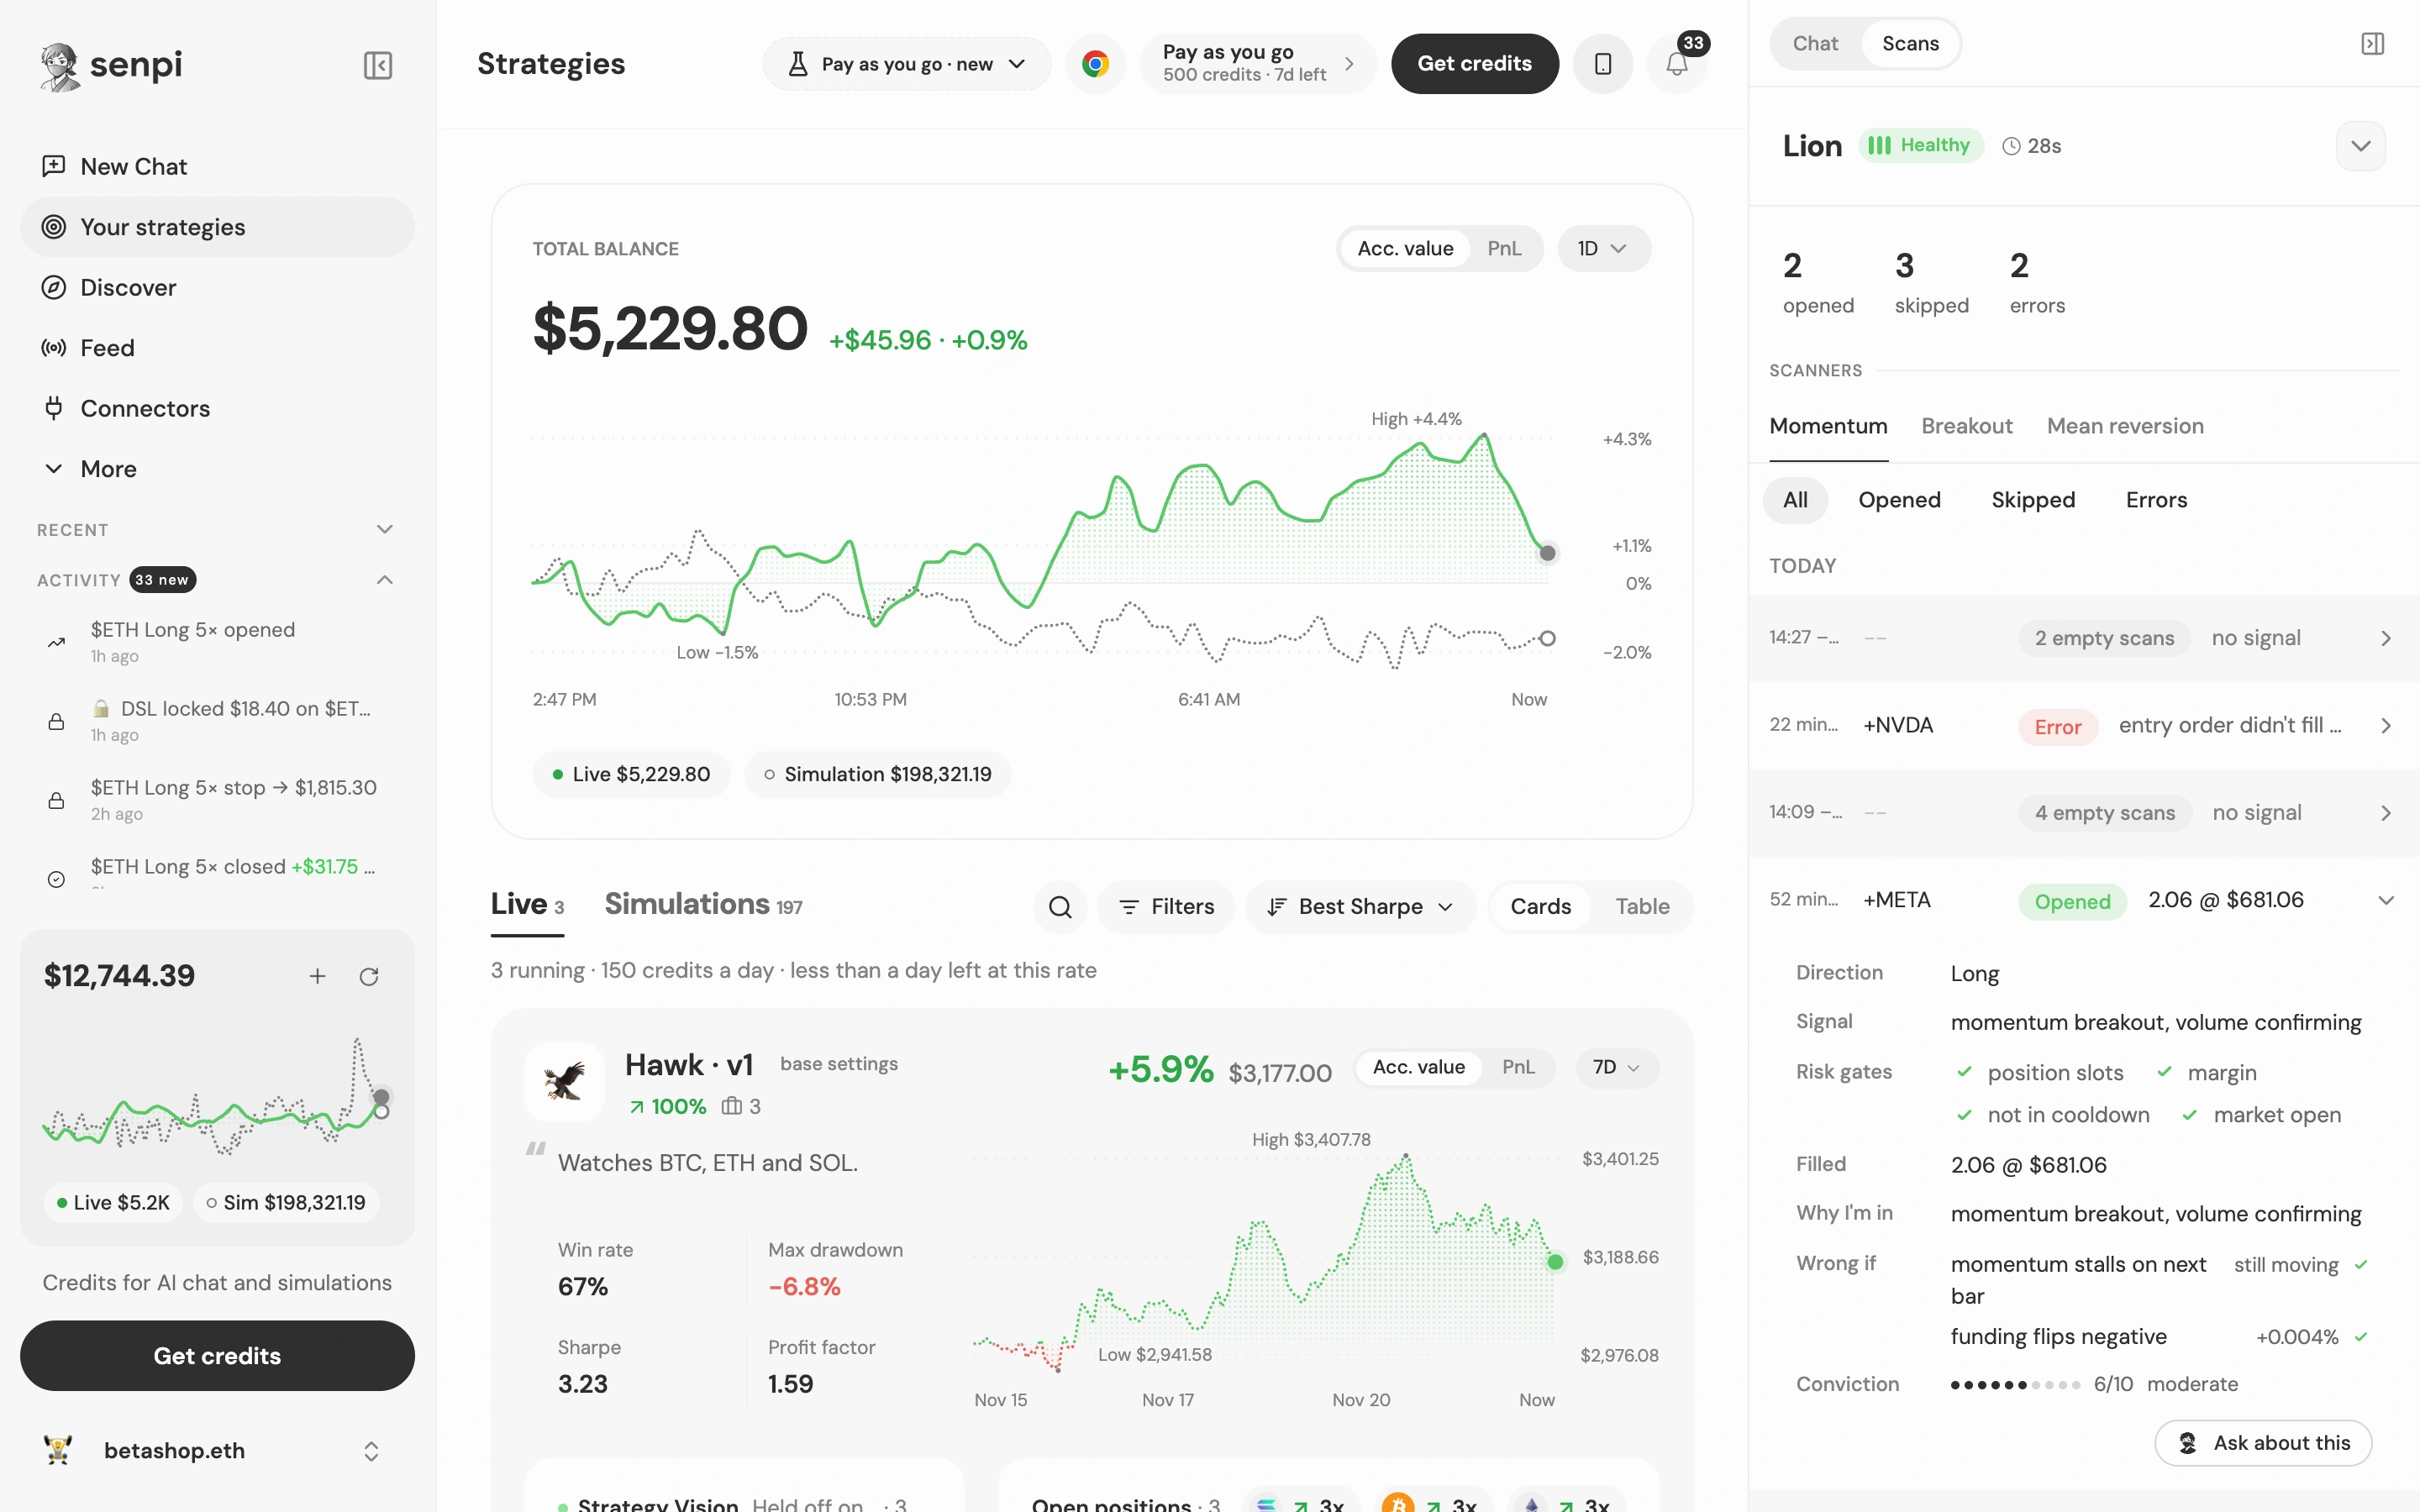 senpi
New Chat
Your strategies
Discover
Feed
Connectors
More
RECENT
ACTIVITY 33 new
$ETH Long 5× opened
1h ago
DSL locked $18.40 on $ET...
1h ago
$ETH Long 5× stop → $1,815.30
2h ago
$ETH Long 5× closed +$31.75 ...
$12,744.39
Live $5.2K
Sim $198,321.19
Credits for AI chat and simulations
Get credits
betashop.eth
Strategies
Pay as you go · new
Pay as you go
500 credits · 7d left
Get credits
33
TOTAL BALANCE
Acc. value PnL
1D
$5,229.80 +$45.96 · +0.9%
High +4.4%
+4.3%
+1.1%
0%
Low −1.5%
−2.0%
2:47 PM 10:53 PM 6:41 AM Now
Live $5,229.80
Simulation $198,321.19
Live 3 Simulations 197
Filters
Best Sharpe
Cards Table
3 running · 150 credits a day · less than a day left at this rate
Hawk · v1 base settings
100% 3
+5.9% $3,177.00
Acc. value PnL
7D
Watches BTC, ETH and SOL.
Win rate
67%
Max drawdown
−6.8%
Sharpe
3.23
Profit factor
1.59
High $3,407.78
$3,401.25
$3,188.66
Low $2,941.58
$2,976.08
Nov 15 Nov 17 Nov 20 Now
Strategy Vision Held off on · 3
Open positions · 3 3x 3x 3x
Chat Scans
Lion Healthy 28s
2
opened
3
skipped
2
errors
SCANNERS
Momentum Breakout Mean reversion
All Opened Skipped Errors
TODAY
14:27 –... –– 2 empty scans no signal
22 min... +NVDA Error entry order didn't fill ...
14:09 –... –– 4 empty scans no signal
52 min... +META Opened 2.06 @ $681.06
Direction Long
Signal momentum breakout, volume confirming
Risk gates position slots margin
not in cooldown market open
Filled 2.06 @ $681.06
Why I'm in momentum breakout, volume confirming
Wrong if momentum stalls on next still moving
bar
funding flips negative +0.004%
Conviction 6/10 moderate
Ask about this